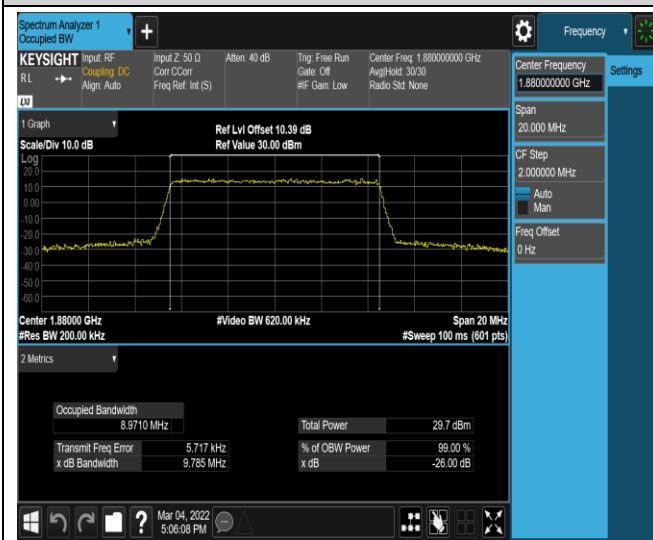 Spectrum Analyzer 1
Occupied BW
+
Frequency
KEYSIGHT
RL
LXI
Input: RF
Coupling: DC
Align: Auto
Input Z: 50 Ω
Corr CCorr
Freq Ref: Int (S)
Atten: 40 dB
Trig: Free Run
Gate: Off
#IF Gain: Low
Center Freq: 1.880000000 GHz
Avg|Hold: 30/30
Radio Std: None
Center Frequency
1.880000000 GHz
Settings
Span
20.000 MHz
CF Step
2.000000 MHz
Auto
Man
Freq Offset
0 Hz
1 Graph
Scale/Div 10.0 dB
Ref Lvl Offset 10.39 dB
Ref Value 30.00 dBm
Log
20.0
10.0
0.00
-10.0
-20.0
-30.0
-50.0
-60.0
Center 1.88000 GHz
#Res BW 200.00 kHz
#Video BW 620.00 kHz
Span 20 MHz
#Sweep 100 ms (601 pts)
2 Metrics
Occupied Bandwidth
8.9710 MHz
Total Power 29.7 dBm
Transmit Freq Error 5.717 kHz
% of OBW Power 99.00 %
x dB Bandwidth 9.785 MHz
x dB -26.00 dB
?
Mar 04, 2022
5:06:08 PM